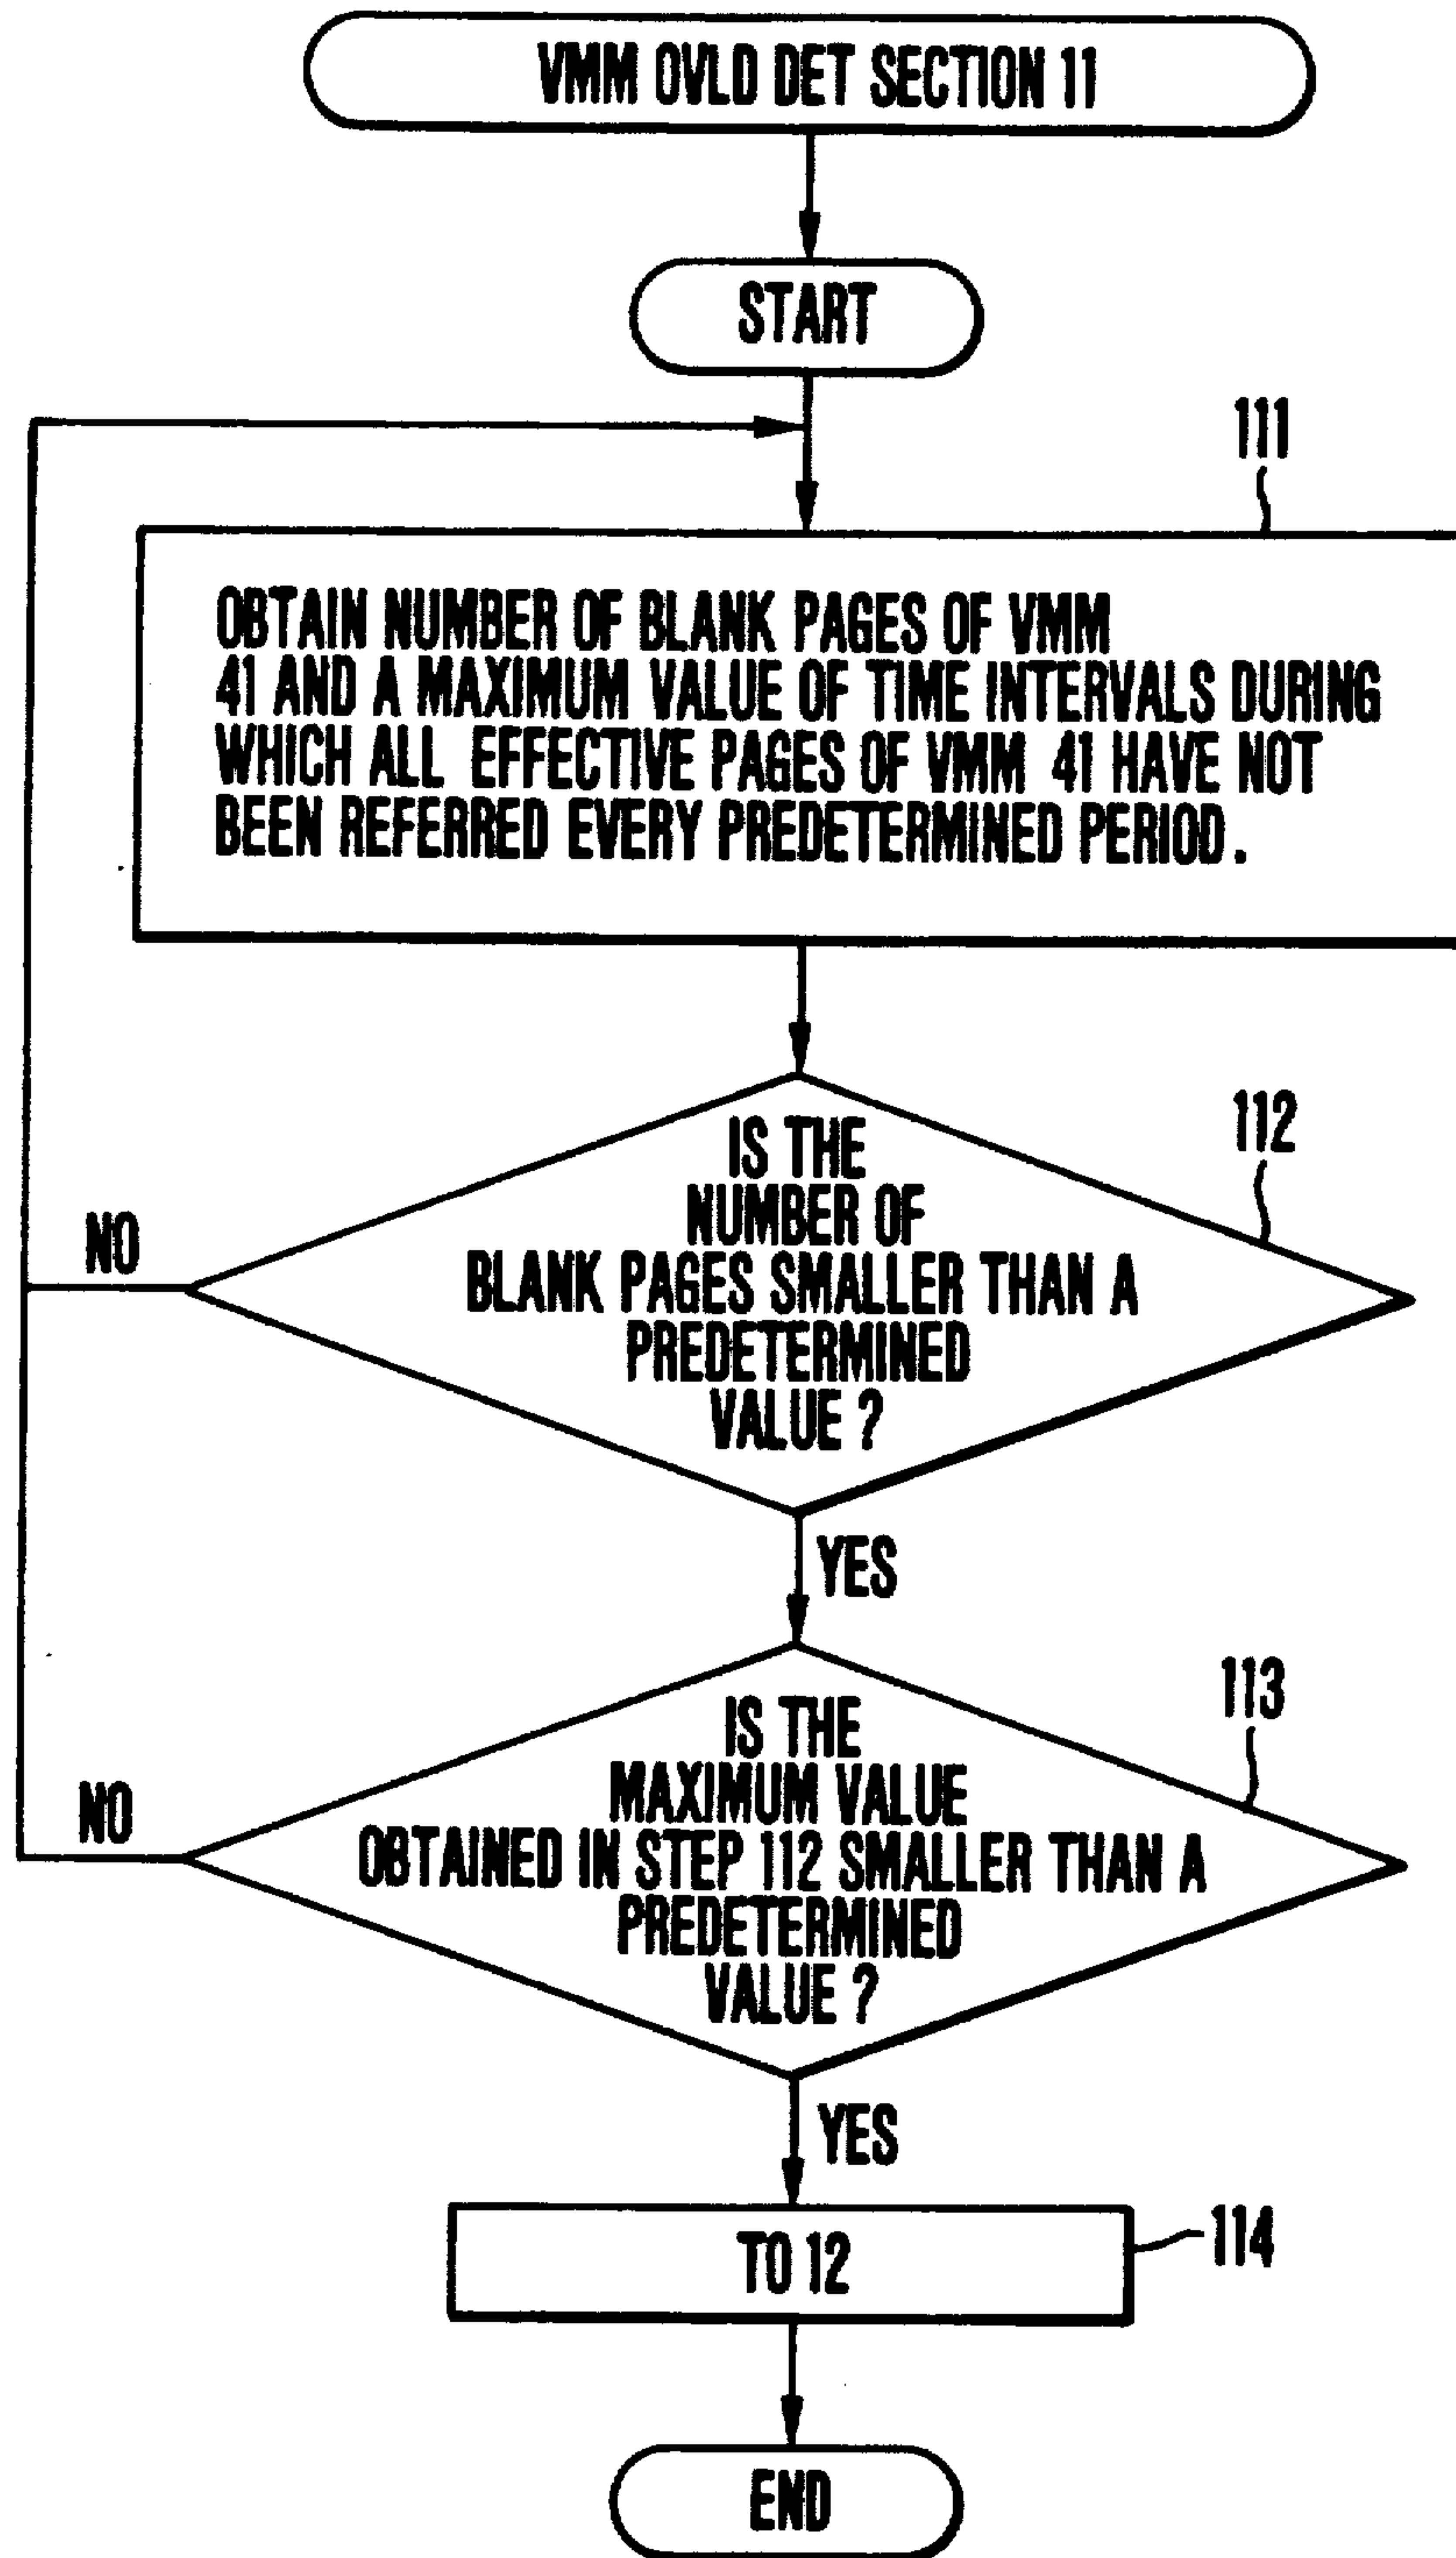 VMM OVLD DET SECTION 11
START
111
OBTAIN NUMBER OF BLANK PAGES OF VMM
41 AND A MAXIMUM VALUE OF TIME INTERVALS DURING
WHICH ALL EFFECTIVE PAGES OF VMM 41 HAVE NOT
BEEN REFERRED EVERY PREDETERMINED PERIOD.
112
IS THE
NUMBER OF
BLANK PAGES SMALLER THAN A
PREDETERMINED
VALUE ?
NO
YES
113
IS THE
MAXIMUM VALUE
OBTAINED IN STEP 112 SMALLER THAN A
PREDETERMINED
VALUE ?
NO
YES
TO 12
114
END